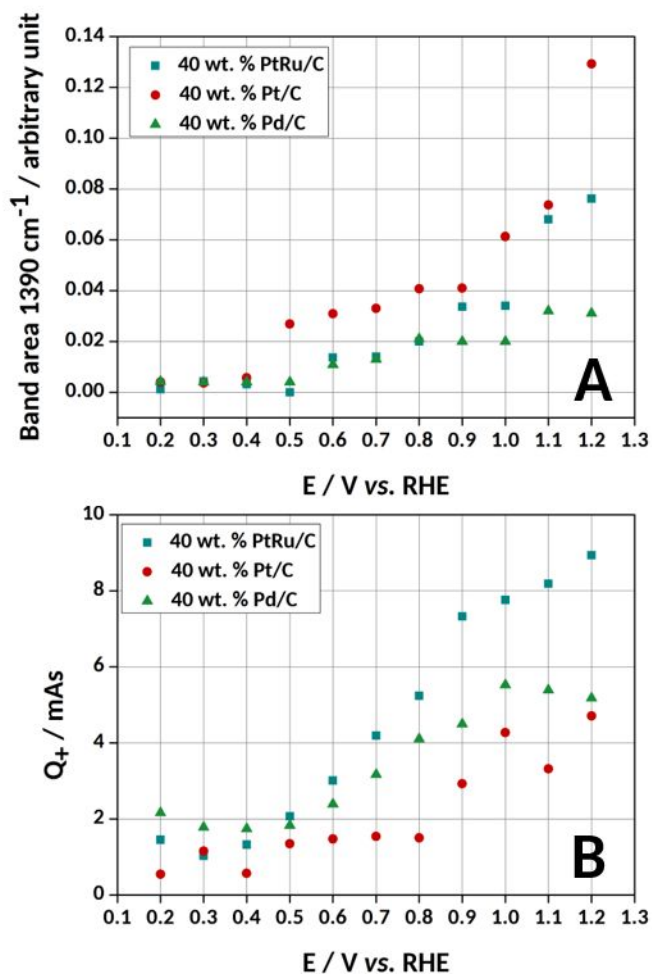 0.14
0.12
0.10
0.08
0.06
0.04
0.02
0.00
Band area 1390 cm⁻¹ / arbitrary unit
40 wt. % PtRu/C
40 wt. % Pt/C
40 wt. % Pd/C
A
0.1 0.2 0.3 0.4 0.5 0.6 0.7 0.8 0.9 1.0 1.1 1.2 1.3
E / V vs. RHE
10
8
6
4
2
0
Q+ / mAs
40 wt. % PtRu/C
40 wt. % Pt/C
40 wt. % Pd/C
B
0.1 0.2 0.3 0.4 0.5 0.6 0.7 0.8 0.9 1.0 1.1 1.2 1.3
E / V vs. RHE